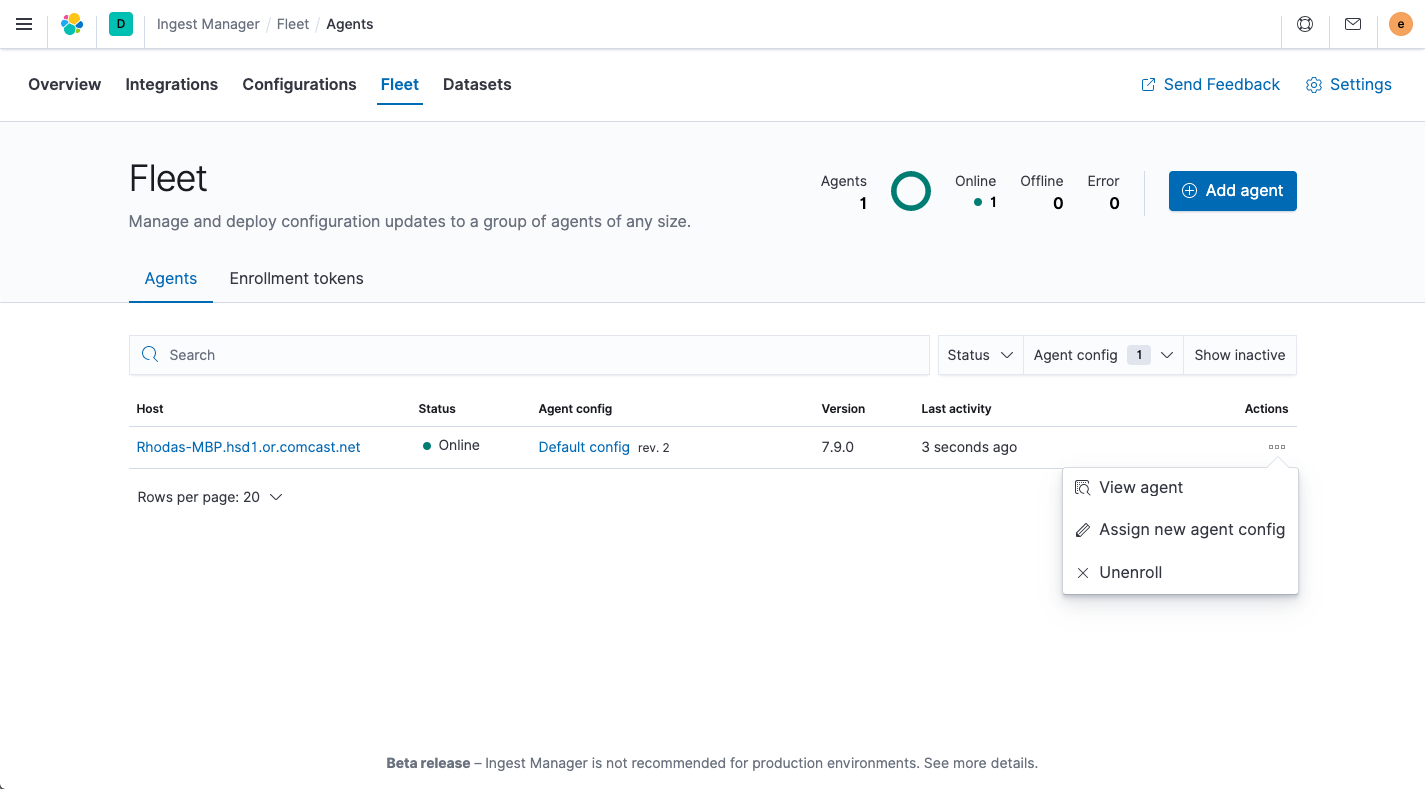 D Ingest Manager / Fleet / Agents e
Overview Integrations Configurations Fleet Datasets Send Feedback Settings
Fleet
Manage and deploy configuration updates to a group of agents of any size.
Agents Online Offline Error
1 1 0 0
Add agent
Agents Enrollment tokens
Search Status Agent config 1 Show inactive
Host Status Agent config Version Last activity Actions
Rhodas-MBP.hsd1.or.comcast.net Online Default config rev. 2 7.9.0 3 seconds ago
View agent
Assign new agent config
Unenroll
Rows per page: 20
Beta release – Ingest Manager is not recommended for production environments. See more details.